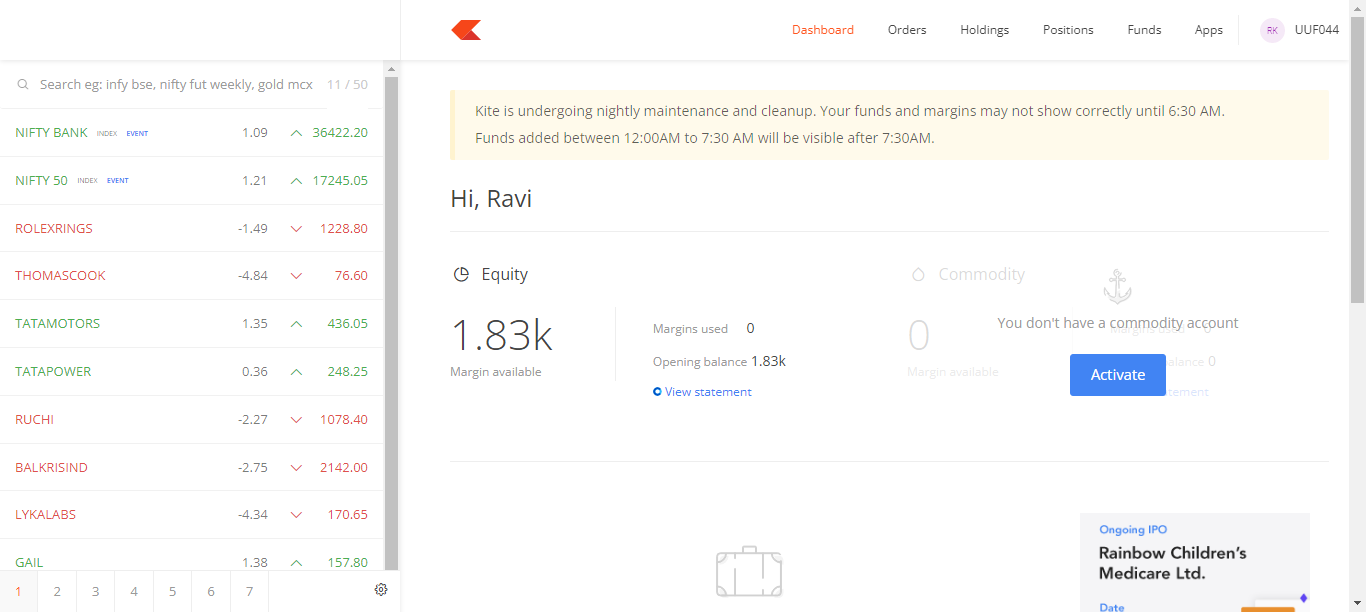 Dashboard Orders Holdings Positions Funds Apps RK UUF044
Search eg: infy bse, nifty fut weekly, gold mcx 11 / 50
NIFTY BANK INDEX EVENT 1.09 36422.20
NIFTY 50 INDEX EVENT 1.21 17245.05
ROLEXRINGS -1.49 1228.80
THOMASCOOK -4.84 76.60
TATAMOTORS 1.35 436.05
TATAPOWER 0.36 248.25
RUCHI -2.27 1078.40
BALKRISIND -2.75 2142.00
LYKALABS -4.34 170.65
GAIL 1.38 157.80
1 2 3 4 5 6 7
Kite is undergoing nightly maintenance and cleanup. Your funds and margins may not show correctly until 6:30 AM.
Funds added between 12:00AM to 7:30 AM will be visible after 7:30AM.
Hi, Ravi
Equity
1.83k
Margin available
Margins used 0
Opening balance 1.83k
View statement
Commodity
0
Margin available
You don't have a commodity account
Margins used 0
alance 0
tement
Activate
Ongoing IPO
Rainbow Children's
Medicare Ltd.
Date